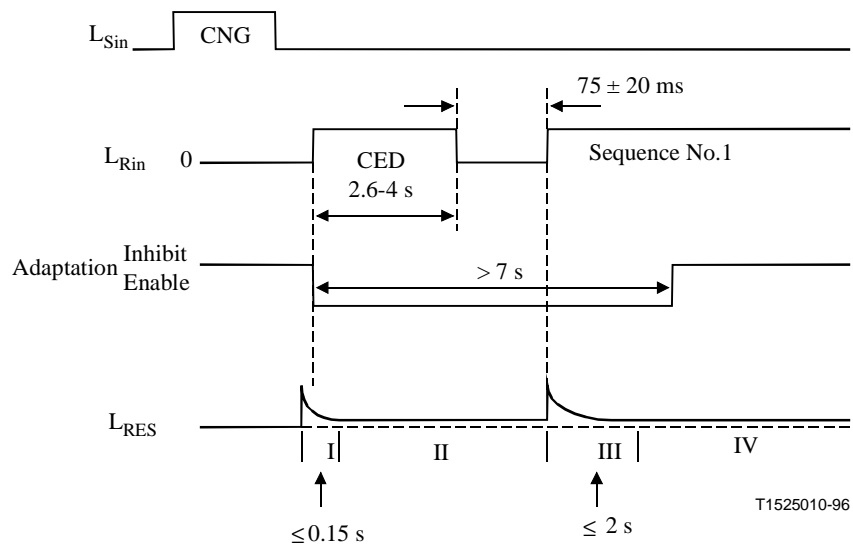 L_Sin
CNG
75 ± 20 ms
L_Rin 0
CED
2.6-4 s
Sequence No.1
Adaptation Inhibit
Enable
> 7 s
L_RES
I II III IV
≤ 0.15 s ≤ 2 s
T1525010-96